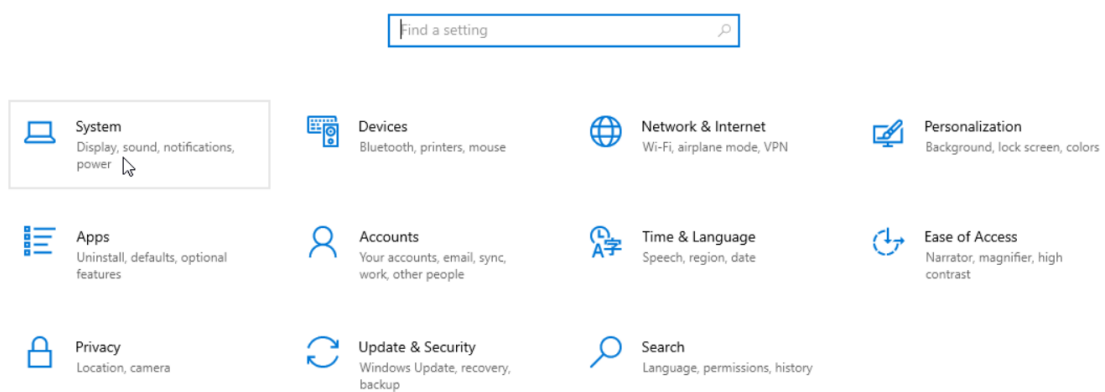 Find a setting
System
Display, sound, notifications,
power
Devices
Bluetooth, printers, mouse
Network & Internet
Wi-Fi, airplane mode, VPN
Personalization
Background, lock screen, colors
Apps
Uninstall, defaults, optional
features
Accounts
Your accounts, email, sync,
work, other people
Time & Language
Speech, region, date
Ease of Access
Narrator, magnifier, high
contrast
Privacy
Location, camera
Update & Security
Windows Update, recovery,
backup
Search
Language, permissions, history